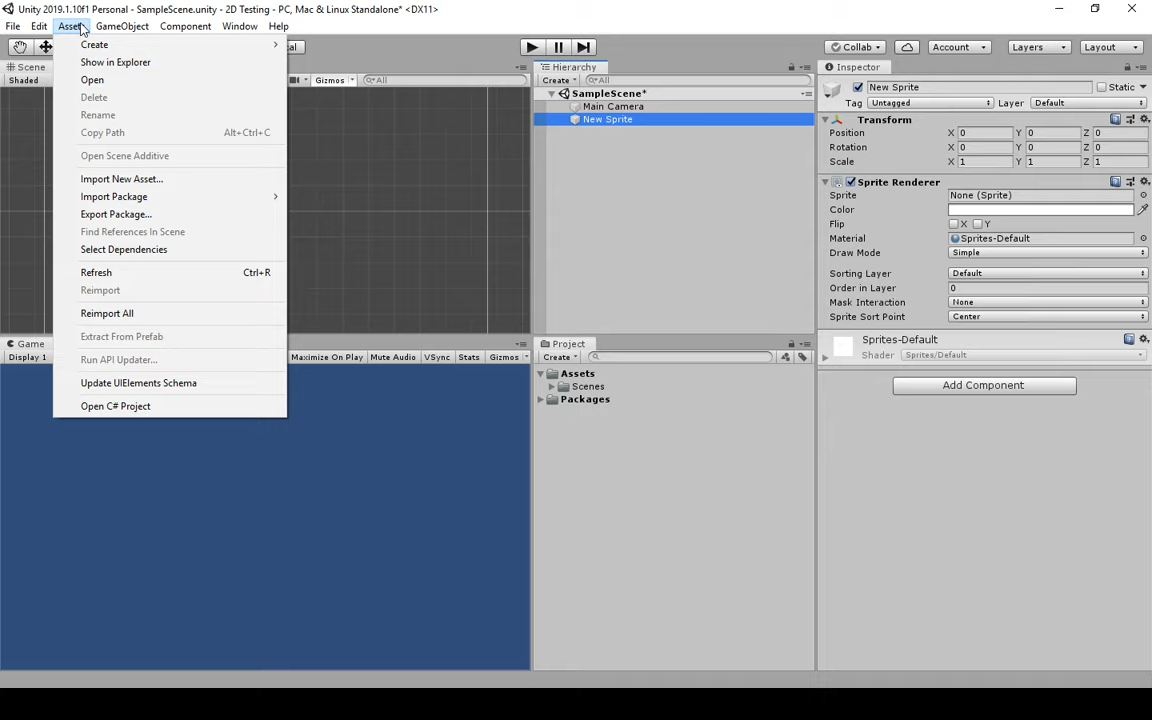 Unity 2019.1.10f1 Personal - SampleScene.unity - 2D Testing - PC, Mac & Linux Standalone* <DX11>
File Edit Assets GameObject Component Window Help
Collab Account Layers Layout
Scene
Shaded
Gizmos All
Create
Show in Explorer
Open
Delete
Rename
Copy Path Alt+Ctrl+C
Open Scene Additive
Import New Asset...
Import Package
Export Package...
Find References In Scene
Select Dependencies
Refresh Ctrl+R
Reimport
Reimport All
Extract From Prefab
Run API Updater...
Update UIElements Schema
Open C# Project
Game
Display 1
Maximize On Play Mute Audio VSync Stats Gizmos
Hierarchy
Create All
SampleScene*
Main Camera
New Sprite
Project
Create
Assets
Scenes
Packages
Inspector
New Sprite Static
Tag Untagged Layer Default
Transform
Position X 0 Y 0 Z 0
Rotation X 0 Y 0 Z 0
Scale X 1 Y 1 Z 1
Sprite Renderer
Sprite None (Sprite)
Color
Flip X Y
Material Sprites-Default
Draw Mode Simple
Sorting Layer Default
Order in Layer 0
Mask Interaction None
Sprite Sort Point Center
Sprites-Default
Shader Sprites/Default
Add Component